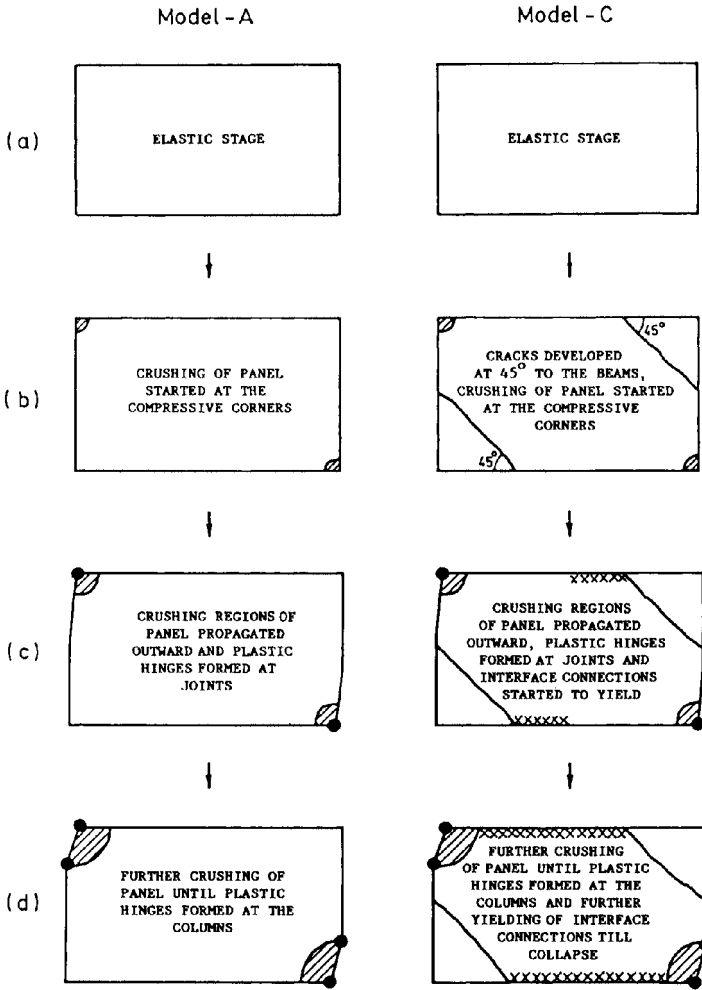 Model-A
Model-C
(a)
ELASTIC STAGE
ELASTIC STAGE
(b)
CRUSHING OF PANEL
STARTED AT THE
COMPRESSIVE CORNERS
45°
CRACKS DEVELOPED
AT 45° TO THE BEAMS,
CRUSHING OF PANEL STARTED
AT THE COMPRESSIVE
CORNERS
45°
(c)
CRUSHING REGIONS OF
PANEL PROPAGATED
OUTWARD AND PLASTIC
HINGES FORMED AT
JOINTS
xxxxxx
CRUSHING REGIONS
OF PANEL PROPAGATED
OUTWARD, PLASTIC HINGES
FORMED AT JOINTS AND
INTERFACE CONNECTIONS
STARTED TO YIELD
xxxxxx
(d)
FURTHER CRUSHING OF
PANEL UNTIL PLASTIC
HINGES FORMED AT THE
COLUMNS
FURTHER CRUSHING
OF PANEL UNTIL PLASTIC
HINGES FORMED AT THE
COLUMNS AND FURTHER
YIELDING OF INTERFACE
CONNECTIONS TILL
COLLAPSE